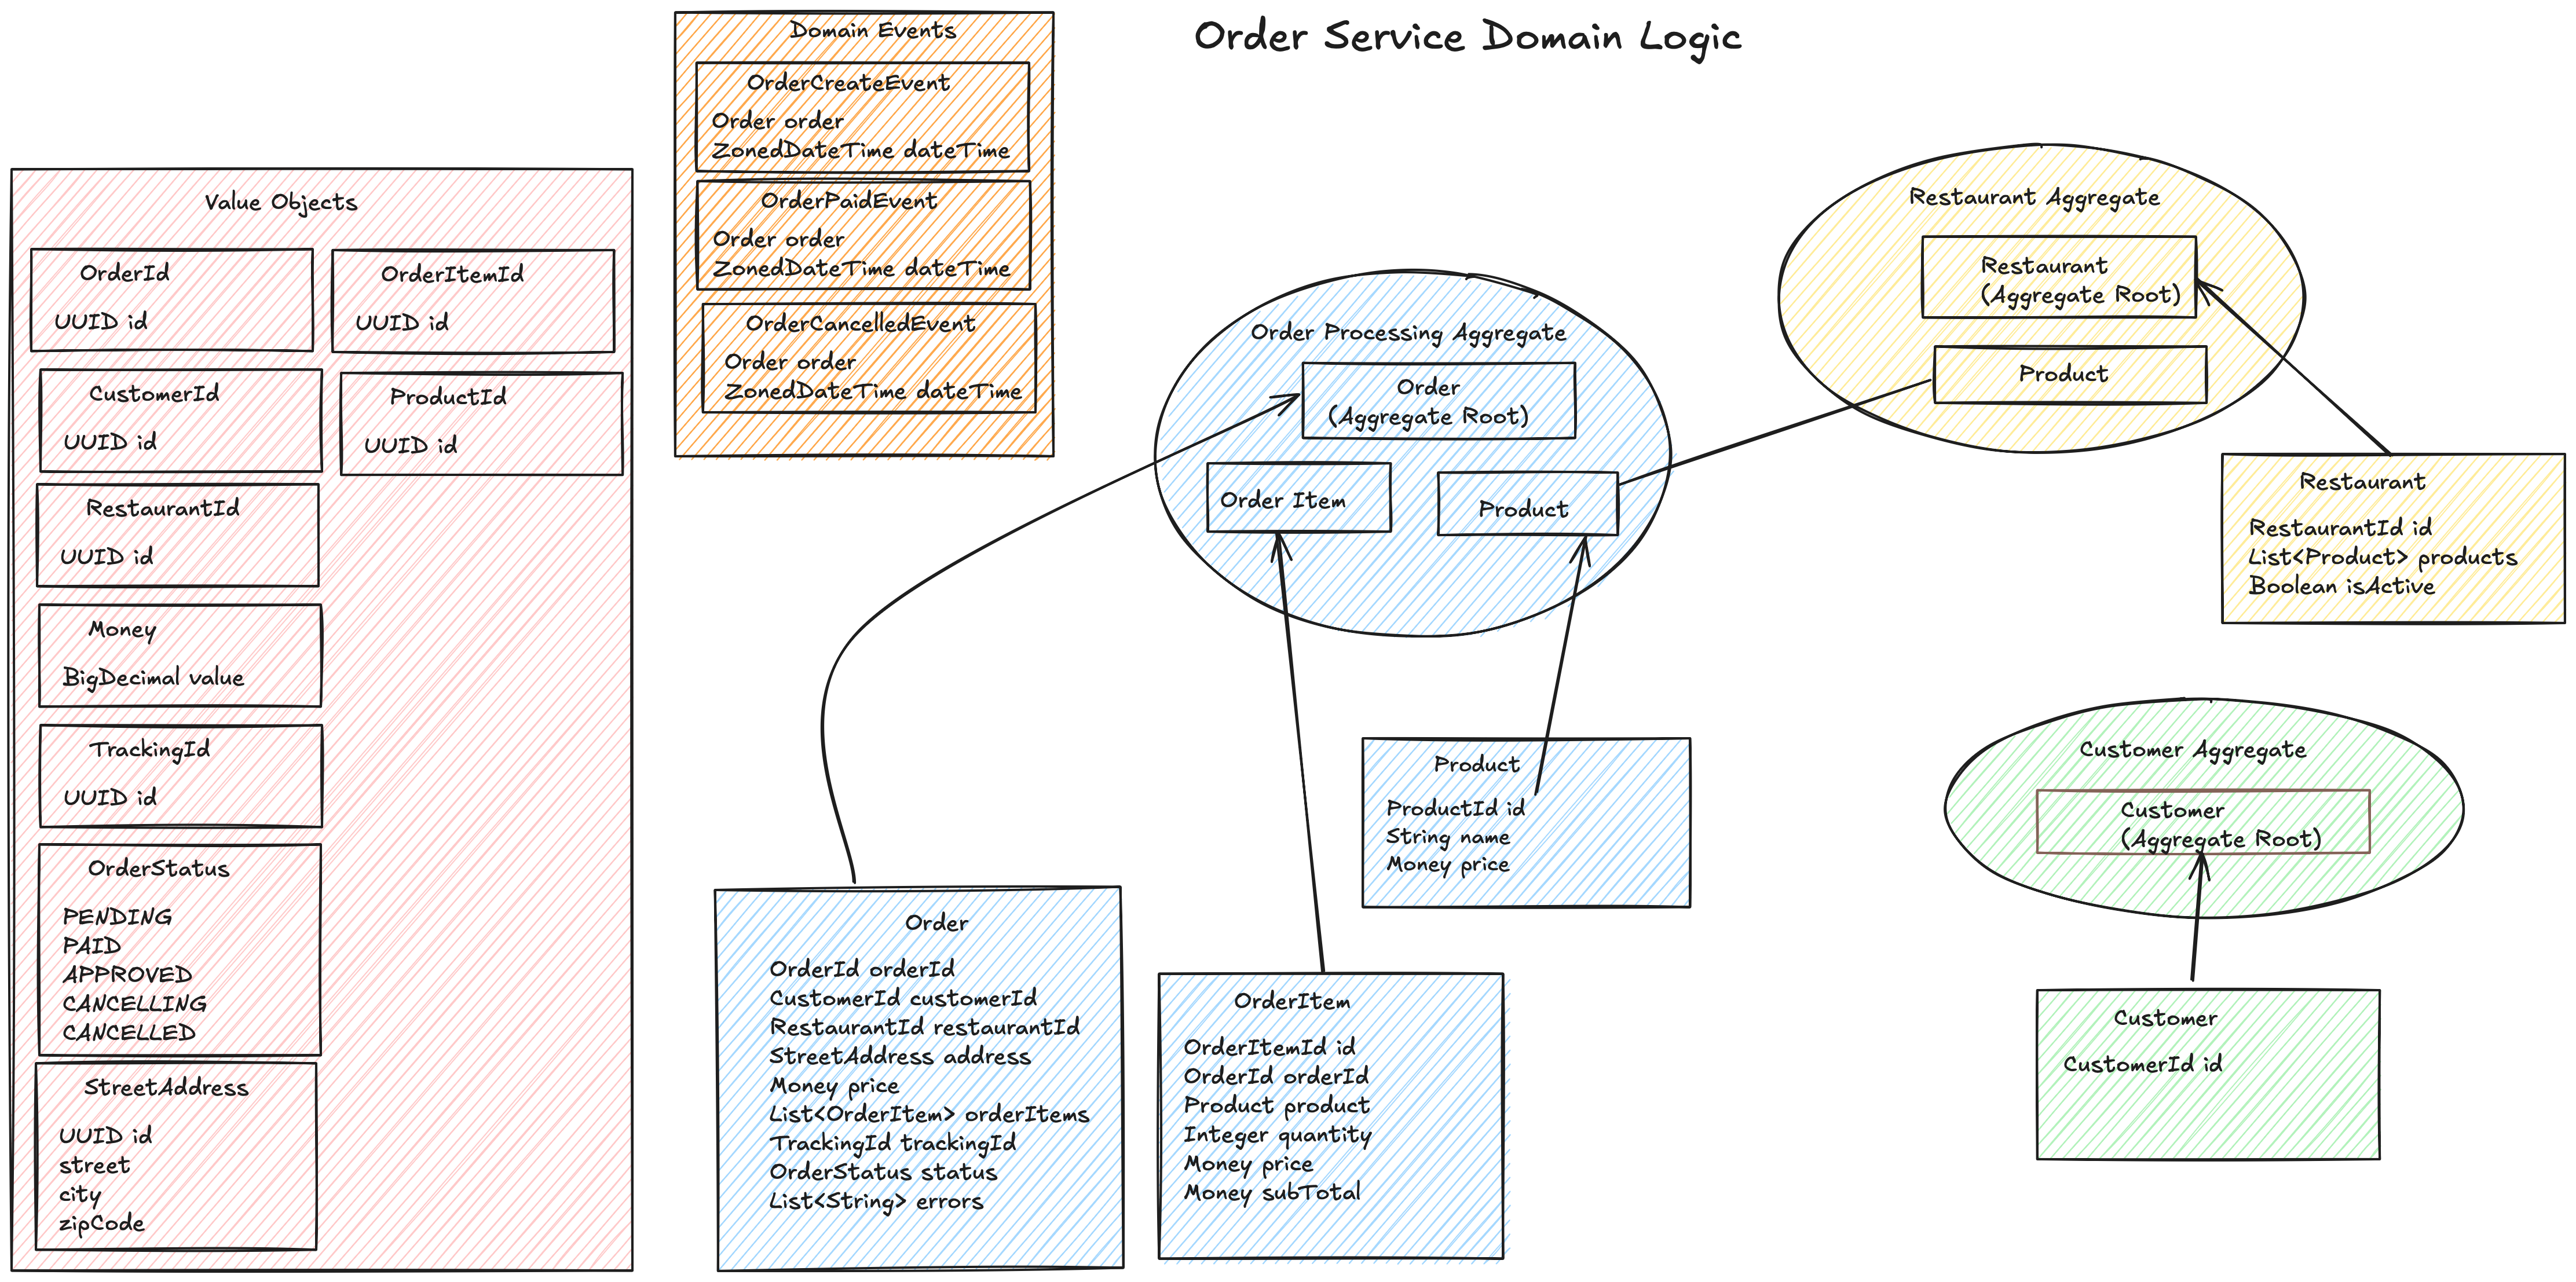 Order Service Domain Logic
Domain Events
OrderCreateEvent
Order order
ZonedDateTime dateTime
OrderPaidEvent
Order order
ZonedDateTime dateTime
OrderCancelledEvent
Order order
ZonedDateTime dateTime
Value Objects
OrderId
UUID id
OrderItemId
UUID id
CustomerId
UUID id
ProductId
UUID id
RestaurantId
UUID id
Money
BigDecimal value
TrackingId
UUID id
OrderStatus
PENDING
PAID
APPROVED
CANCELLING
CANCELLED
StreetAddress
UUID id
street
city
zipCode
Order Processing Aggregate
Order
(Aggregate Root)
Order Item
Product
Restaurant Aggregate
Restaurant
(Aggregate Root)
Product
Restaurant
RestaurantId id
List<Product> products
Boolean isActive
Product
ProductId id
String name
Money price
Order
OrderId orderId
CustomerId customerId
RestaurantId restaurantId
StreetAddress address
Money price
List<OrderItem> orderItems
TrackingId trackingId
OrderStatus status
List<String> errors
OrderItem
OrderItemId id
OrderId orderId
Product product
Integer quantity
Money price
Money subTotal
Customer Aggregate
Customer
(Aggregate Root)
Customer
CustomerId id